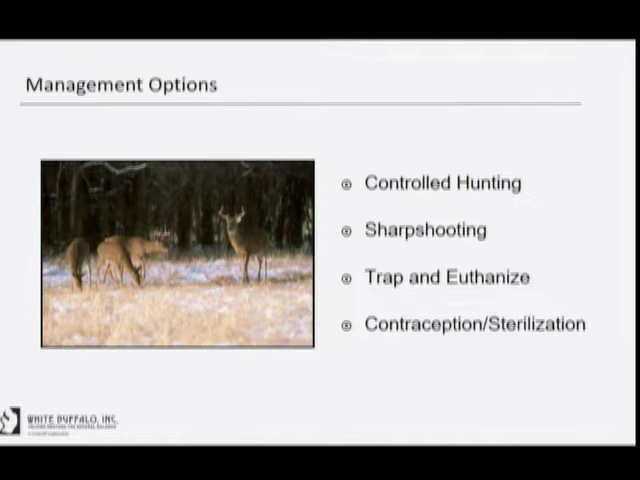 Management Options
Controlled Hunting
Sharpshooting
Trap and Euthanize
Contraception/Sterilization
WHITE BUFFALO, INC.